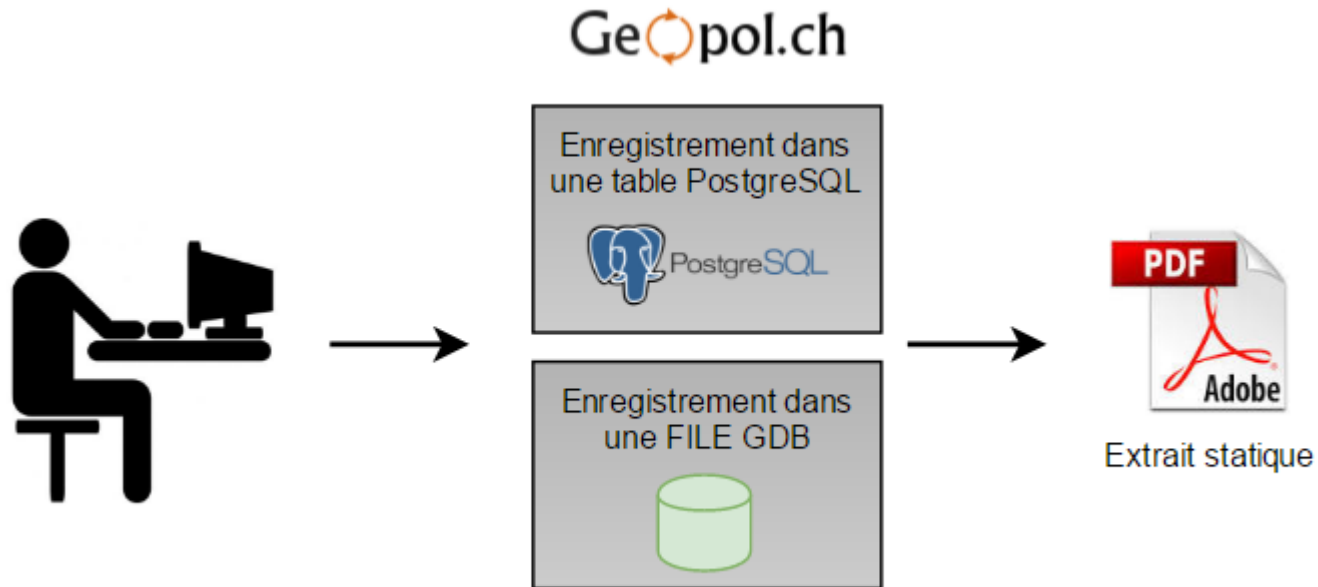 Geopol.ch
Enregistrement dans
une table PostgreSQL
PostgreSQL
Enregistrement dans
une FILE GDB
PDF
Adobe
Extrait statique